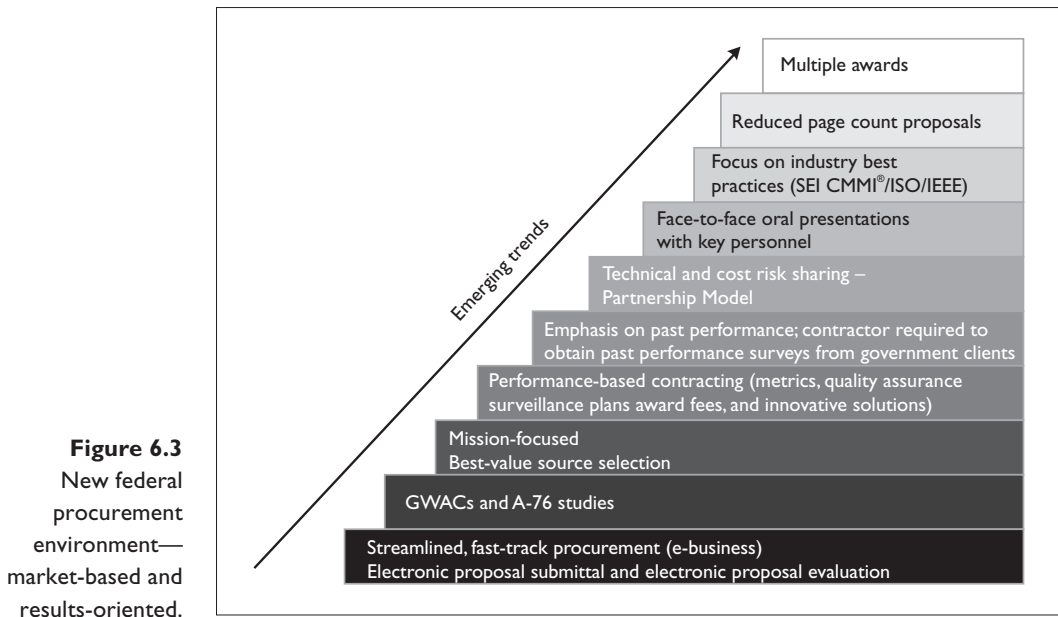 Multiple awards
Reduced page count proposals
Focus on industry best
practices (SEI CMMI®/ISO/IEEE)
Face-to-face oral presentations
with key personnel
Emerging trends
Technical and cost risk sharing –
Partnership Model
Emphasis on past performance; contractor required to
obtain past performance surveys from government clients
Performance-based contracting (metrics, quality assurance
surveillance plans award fees, and innovative solutions)
Mission-focused
Best-value source selection
GWACs and A-76 studies
Streamlined, fast-track procurement (e-business)
Electronic proposal submittal and electronic proposal evaluation
Figure 6.3
New federal
procurement
environment—
market-based and
results-oriented.